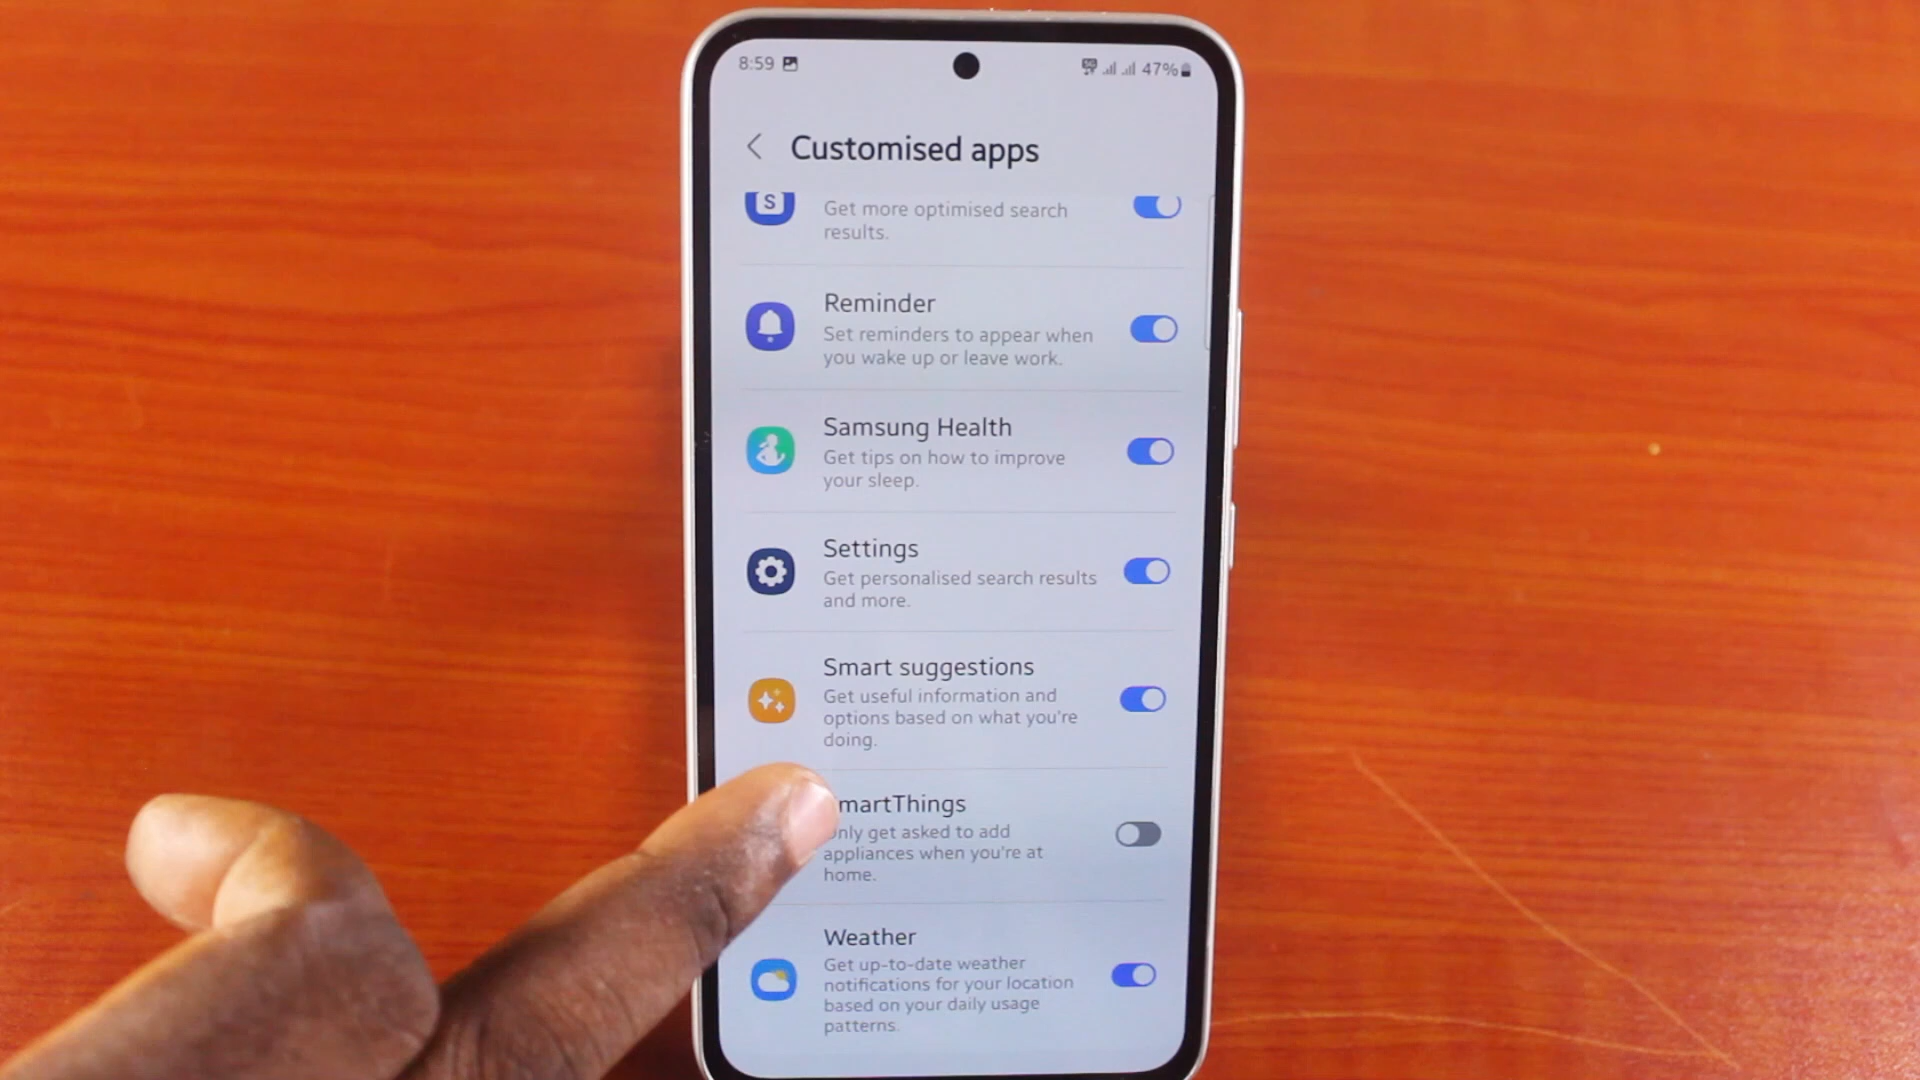 8:59
5G 47%
Customised apps
S
Get more optimised search
results.
Reminder
Set reminders to appear when
you wake up or leave work.
Samsung Health
Get tips on how to improve
your sleep.
Settings
Get personalised search results
and more.
Smart suggestions
Get useful information and
options based on what you're
doing.
martThings
only get asked to add
appliances when you're at
home.
Weather
Get up-to-date weather
notifications for your location
based on your daily usage
patterns.